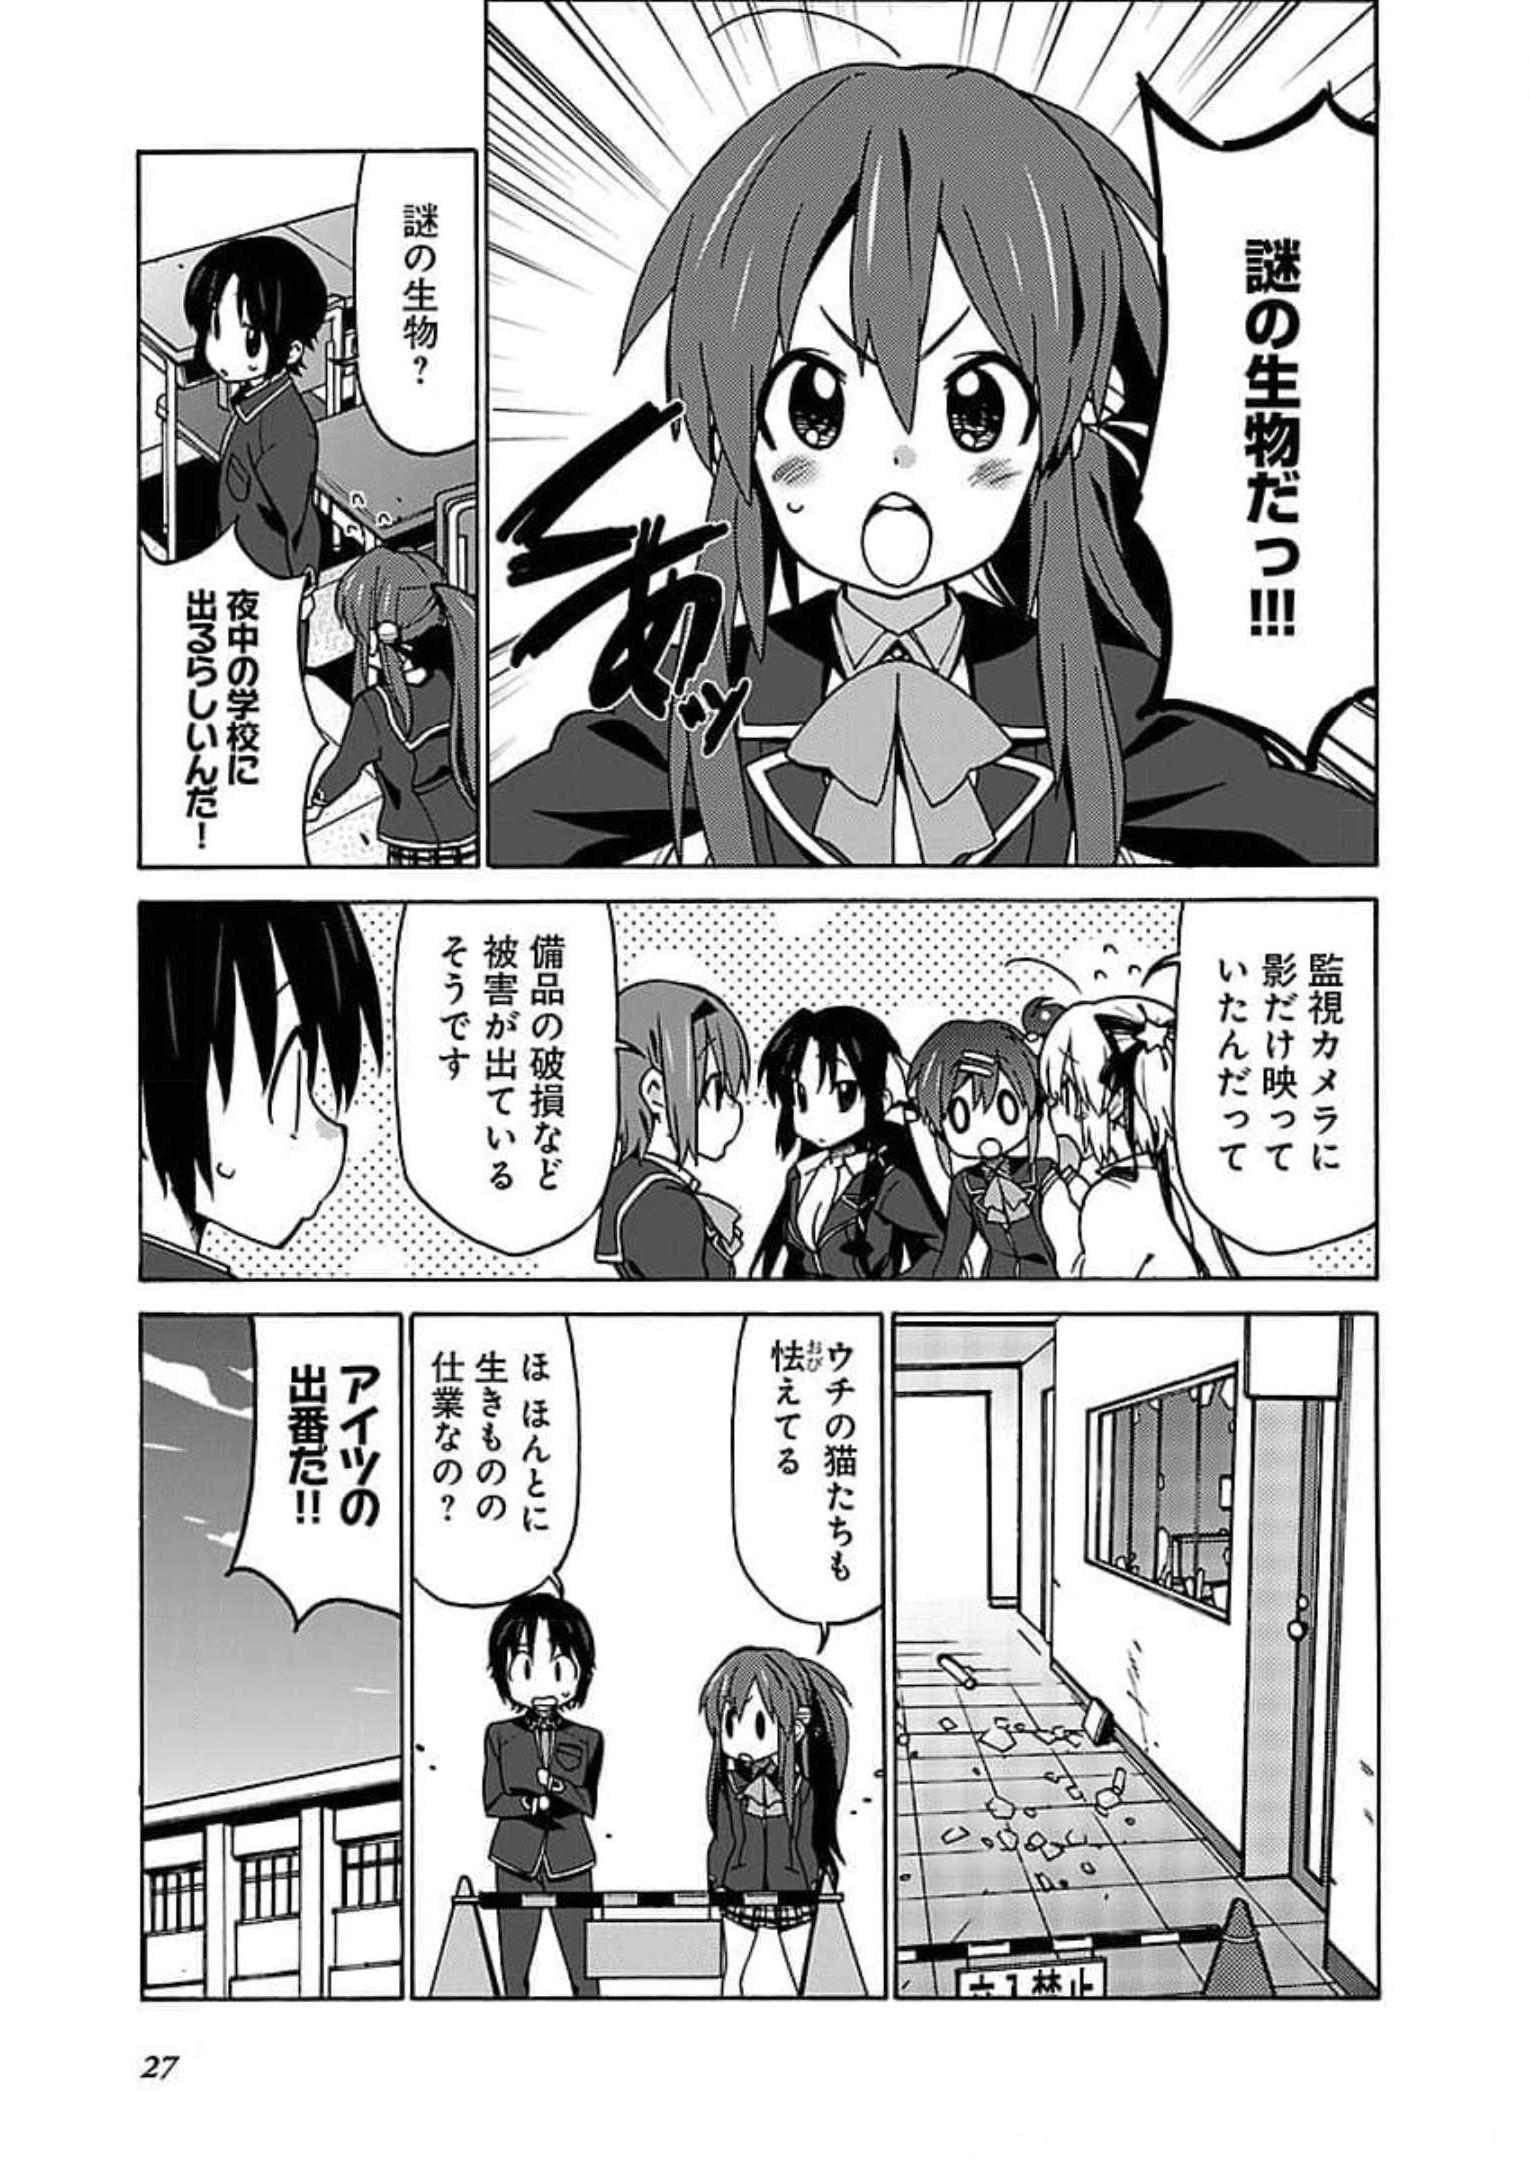 謎の生物だっ!!!
くわッ
謎の生物?
夜中の学校に
出るらしいんだ!
監視カメラに
影だけ映って
いたんだって
備品の破損など
被害が出ている
そうです
ウチの猫たちも
怯えてる
おび
ほ ほんとに
生きものの
仕業なの?
アイツの
出番だ!!
27